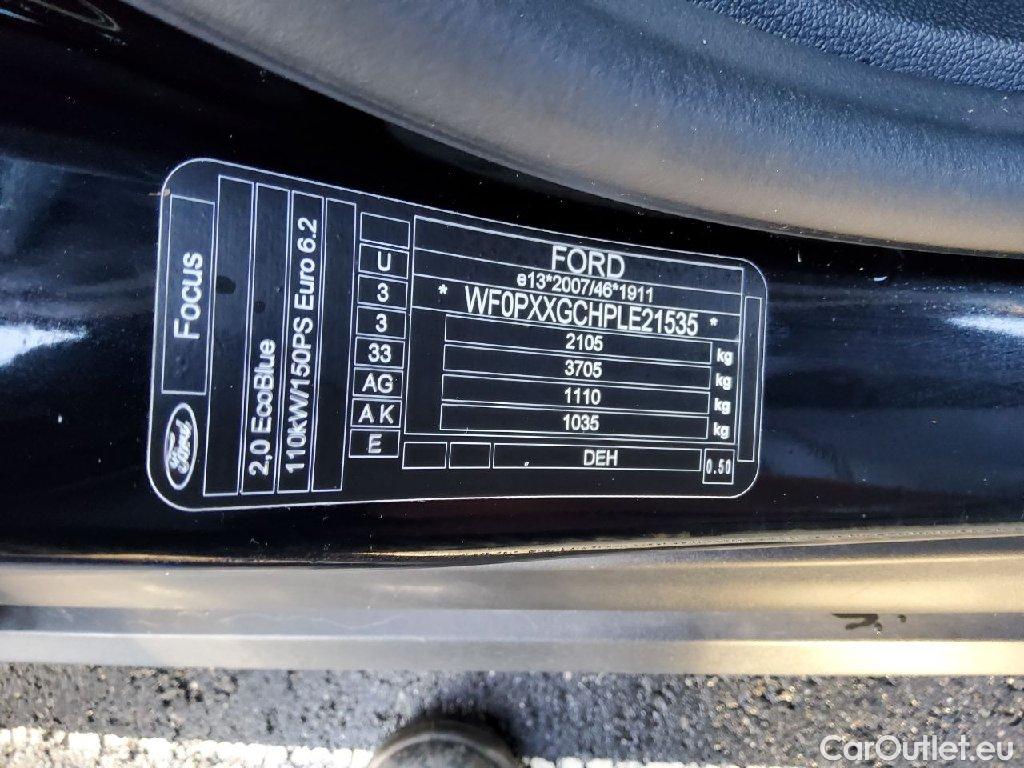 Focus
Ford
2,0 EcoBlue
110kW/150PS Euro 6.2
U
3
3
33
AG
A K
E
FORD
e13*2007/46*1911
* WF0PXXGCHPLE21535 *
2105 kg
3705 kg
1110 kg
1035 kg
DEH
0.50
CarOutlet.eu